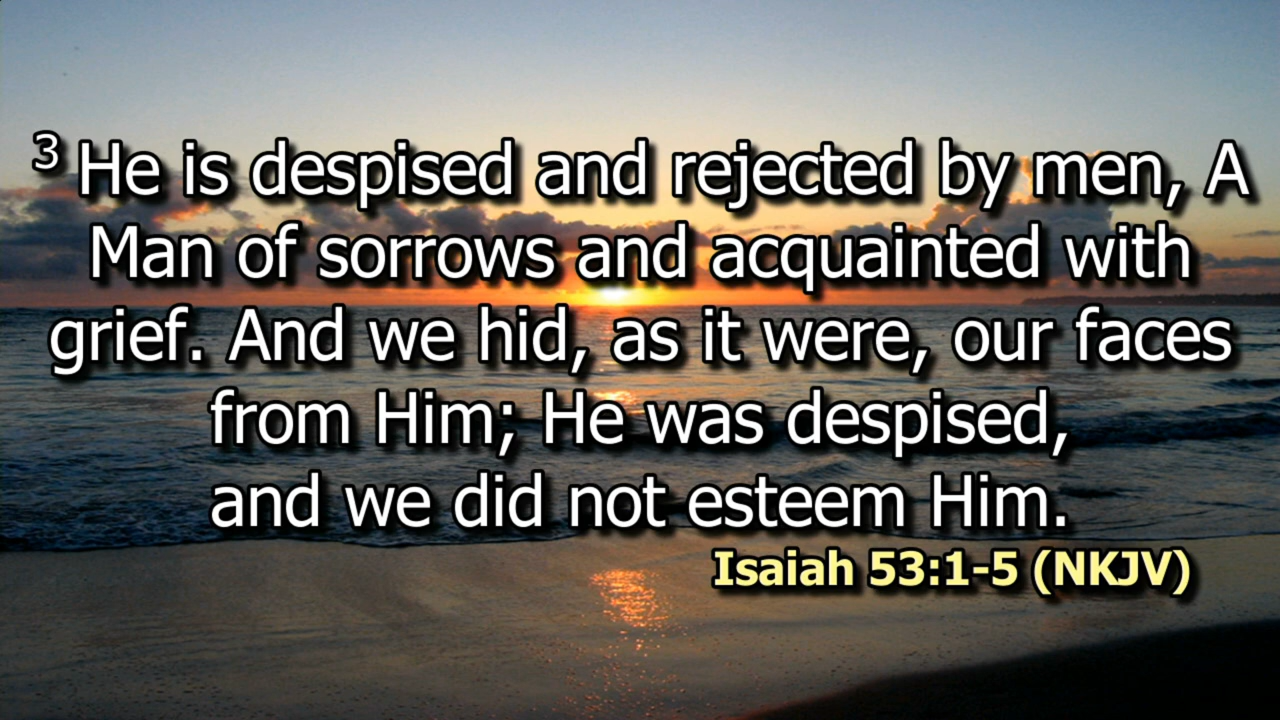 3 He is despised and rejected by men, A
Man of sorrows and acquainted with
grief. And we hid, as it were, our faces
from Him; He was despised,
and we did not esteem Him.
Isaiah 53:1-5 (NKJV)